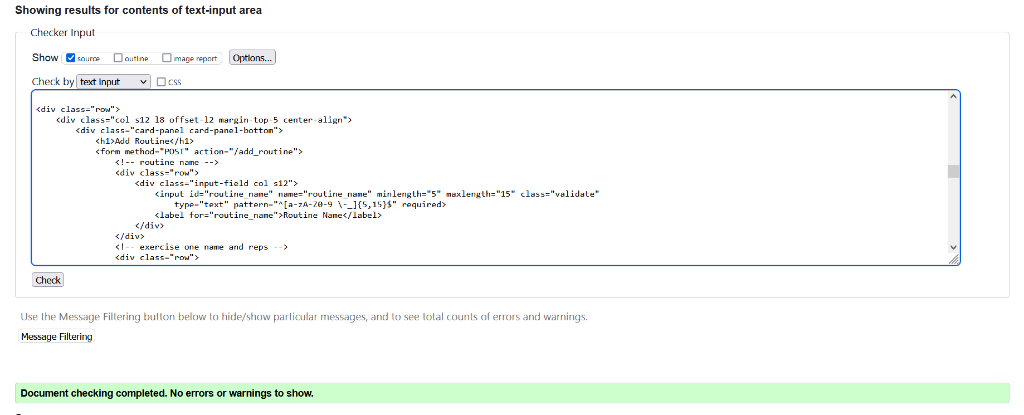 Showing results for contents of text-input area
Checker Input
Show source outline image report Options...
Check by text input css
<div class="row">
<div class="col s12 l8 offset-l2 margin-top-5 center-align">
<div class="card-panel card-panel-bottom">
<h1>Add Routine</h1>
<form method="POST" action="/add_routine">
<!-- routine name -->
<div class="row">
<div class="input-field col s12">
<input id="routine_name" name="routine_name" minlength="5" maxlength="15" class="validate"
type="text" pattern="^[a-zA-Z0-9 \-_]{5,15}$" required>
<label for="routine_name">Routine Name</label>
</div>
</div>
<!-- exercise one name and reps -->
<div class="row">
Check
Use the Message Filtering button below to hide/show particular messages, and to see total counts of errors and warnings.
Message Filtering
Document checking completed. No errors or warnings to show.